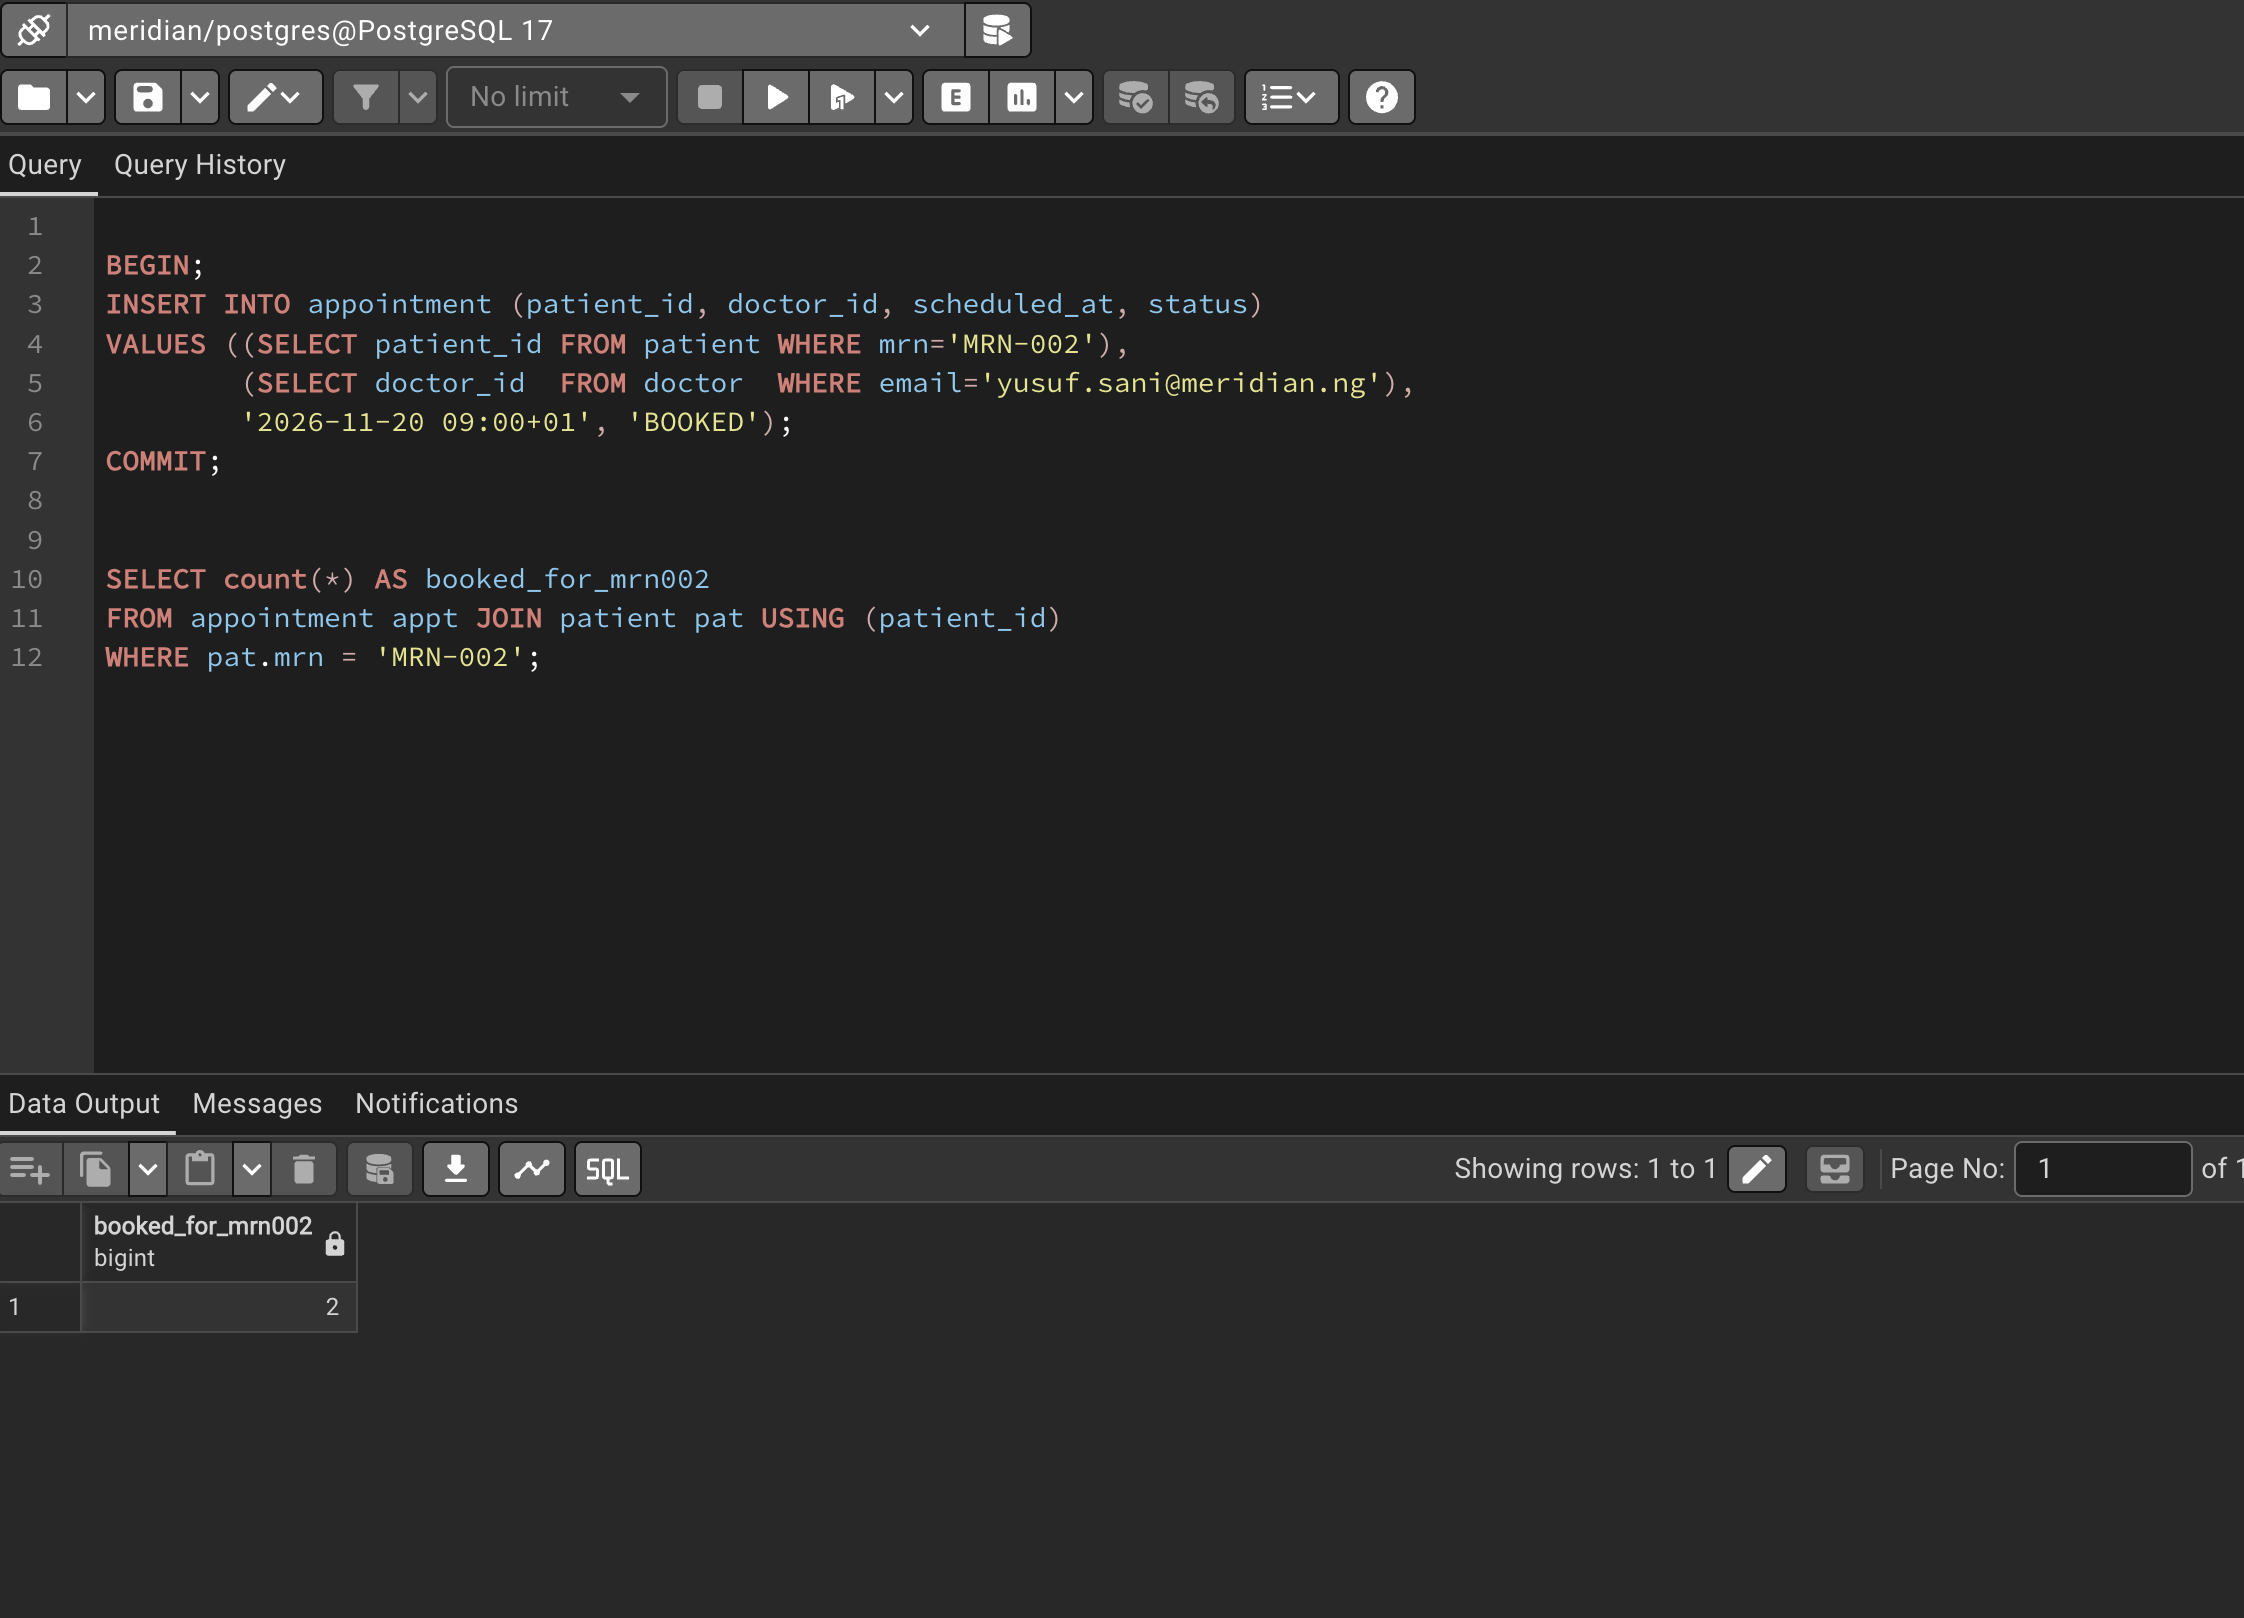 meridian/postgres@PostgreSQL 17
No limit
Query Query History
1
2 BEGIN;
3 INSERT INTO appointment (patient_id, doctor_id, scheduled_at, status)
4 VALUES ((SELECT patient_id FROM patient WHERE mrn='MRN-002'),
5         (SELECT doctor_id  FROM doctor  WHERE email='yusuf.sani@meridian.ng'),
6         '2026-11-20 09:00+01', 'BOOKED');
7 COMMIT;
8
9
10 SELECT count(*) AS booked_for_mrn002
11 FROM appointment appt JOIN patient pat USING (patient_id)
12 WHERE pat.mrn = 'MRN-002';
Data Output Messages Notifications
SQL Showing rows: 1 to 1 Page No: 1 of 1
booked_for_mrn002
bigint
1 2